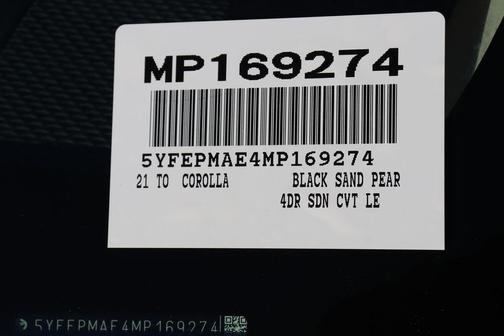 MP169274
5YFEPMAE4MP169274
21 TO COROLLA BLACK SAND PEAR
4DR SDN CVT LE
5YFEPMAE4MP169274